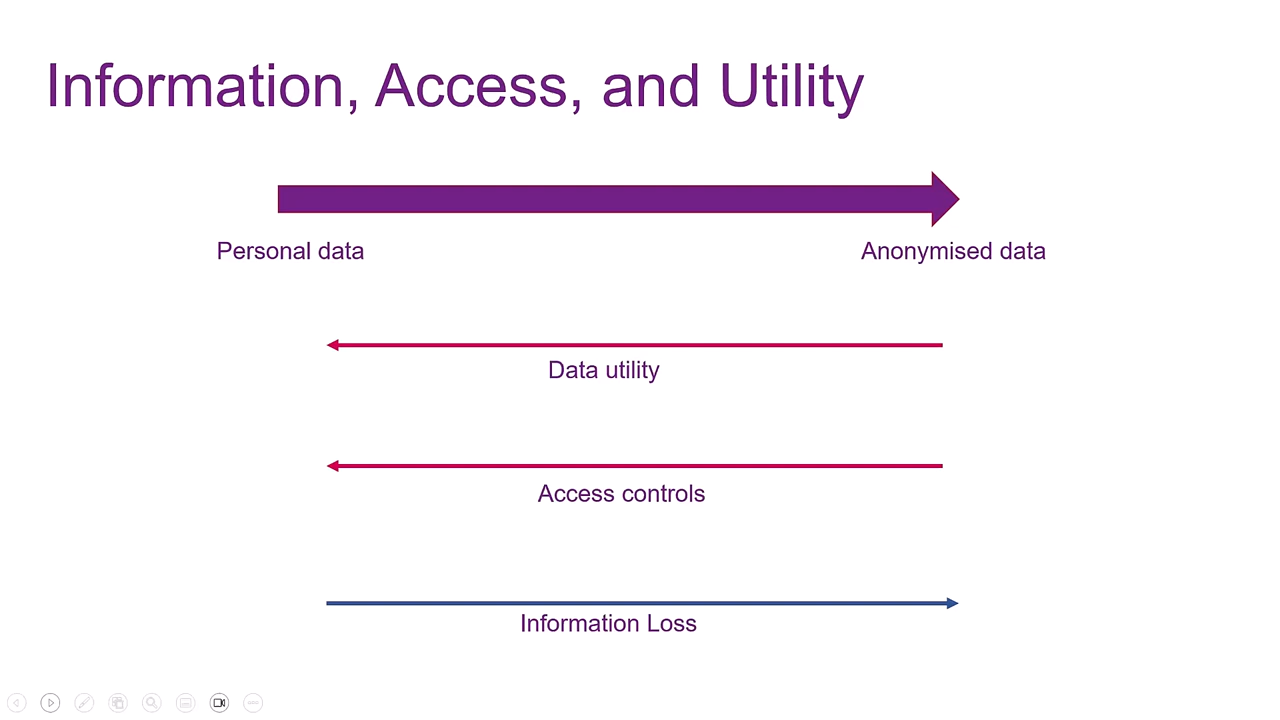 Information, Access, and Utility
Personal data
Anonymised data
Data utility
Access controls
Information Loss